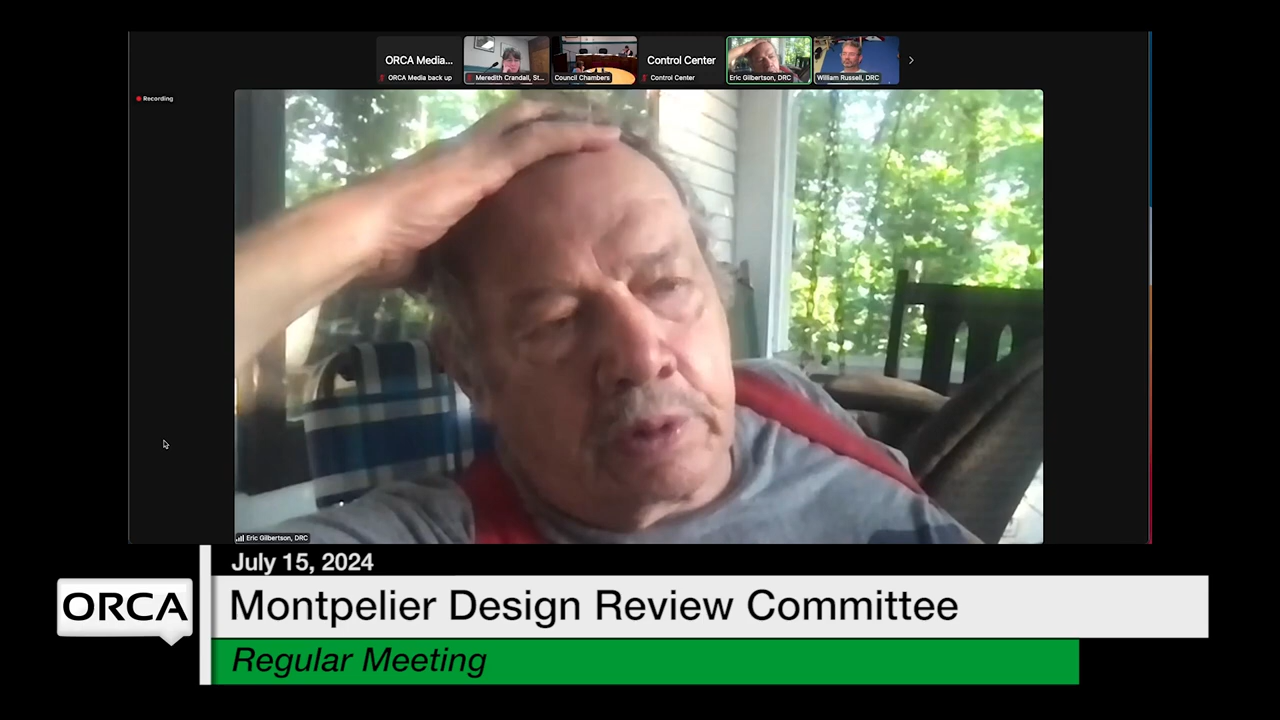 ORCA Media...
ORCA Media back up
Meredith Crandall, St...
Council Chambers
Control Center
Control Center
Eric Gilbertson, DRC
William Russell, DRC
Recording
Eric Gilbertson, DRC
July 15, 2024
ORCA
Montpelier Design Review Committee
Regular Meeting